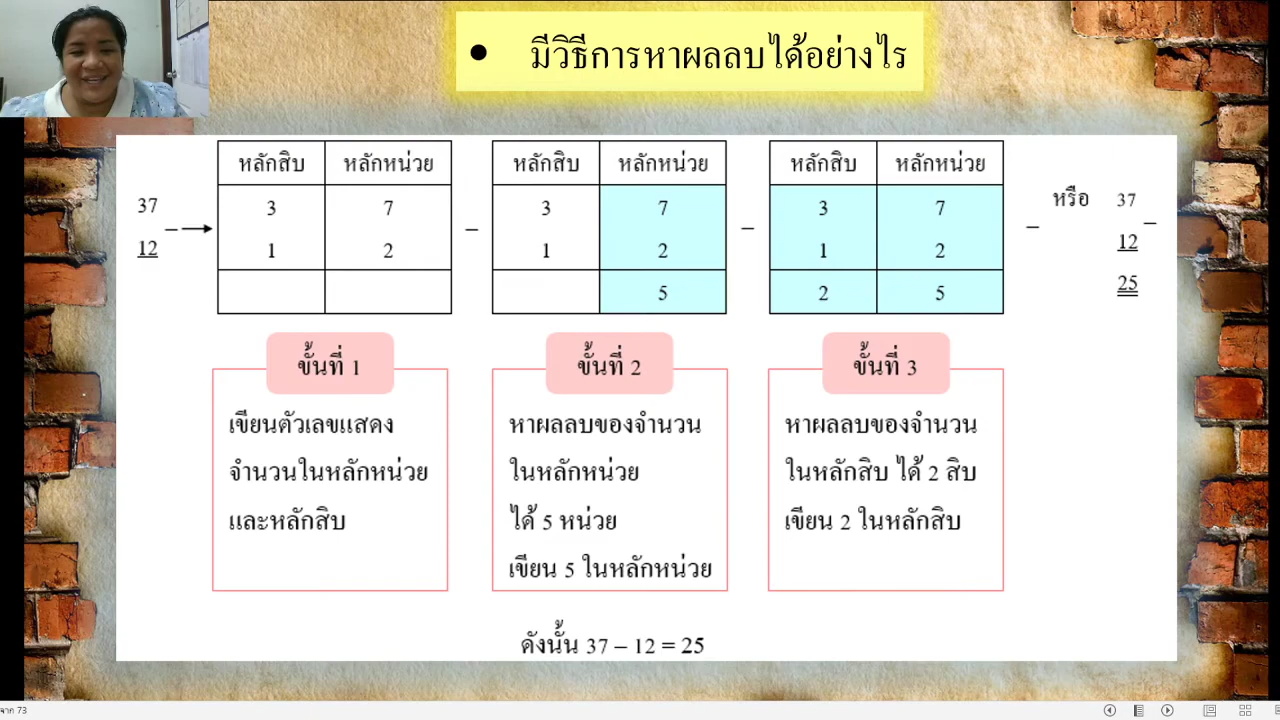 • มีวิธีการหาผลลบได้อย่างไร
37
12 –
หลักสิบ หลักหน่วย
3 7
1 2 –
หลักสิบ หลักหน่วย
3 7
1 2 –
5
หลักสิบ หลักหน่วย
3 7
1 2 –
2 5
หรือ 37
12 –
25
ขั้นที่ 1
เขียนตัวเลขแสดง
จำนวนในหลักหน่วย
และหลักสิบ
ขั้นที่ 2
หาผลลบของจำนวน
ในหลักหน่วย
ได้ 5 หน่วย
เขียน 5 ในหลักหน่วย
ขั้นที่ 3
หาผลลบของจำนวน
ในหลักสิบ ได้ 2 สิบ
เขียน 2 ในหลักสิบ
ดังนั้น 37 – 12 = 25
จาก 73